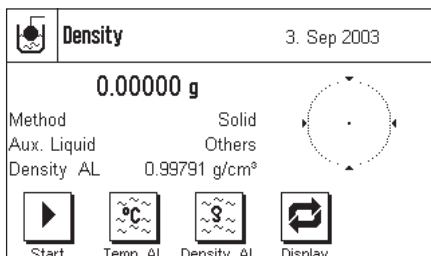 Density 3. Sep 2003
0.00000 g
Method Solid
Aux. Liquid Others
Density AL 0.99791 g/cm³
°C
Start Temp. AL Density AL Display